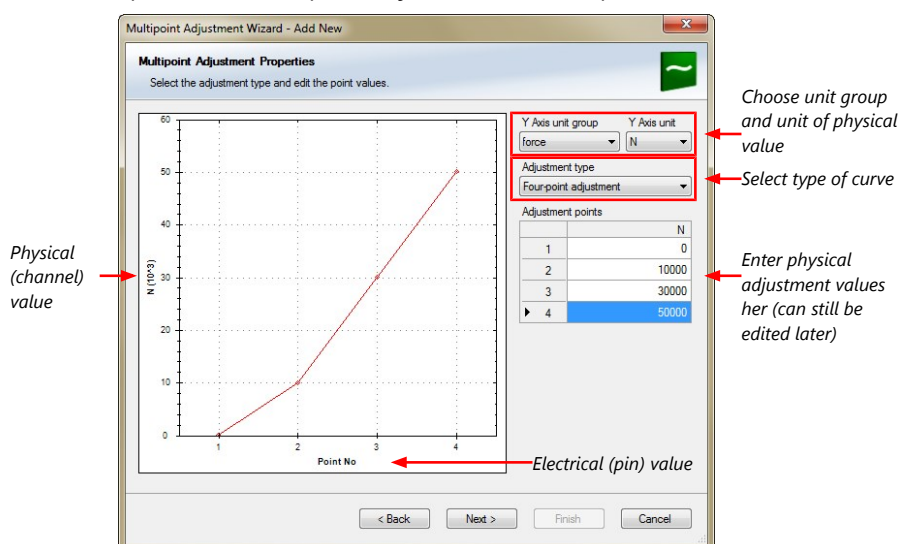 Multipoint Adjustment Wizard - Add New
Multipoint Adjustment Properties
Select the adjustment type and edit the point values.
Y Axis unit group Y Axis unit
force N
Adjustment type
Four-point adjustment
Adjustment points
N
1 0
2 10000
3 30000
4 50000
60
50
40
30
20
10
0
N (10^3)
1 2 3 4
Point No
< Back Next > Finish Cancel
Physical
(channel)
value
Choose unit group
and unit of physical
value
Select type of curve
Enter physical
adjustment values
her (can still be
edited later)
Electrical (pin) value